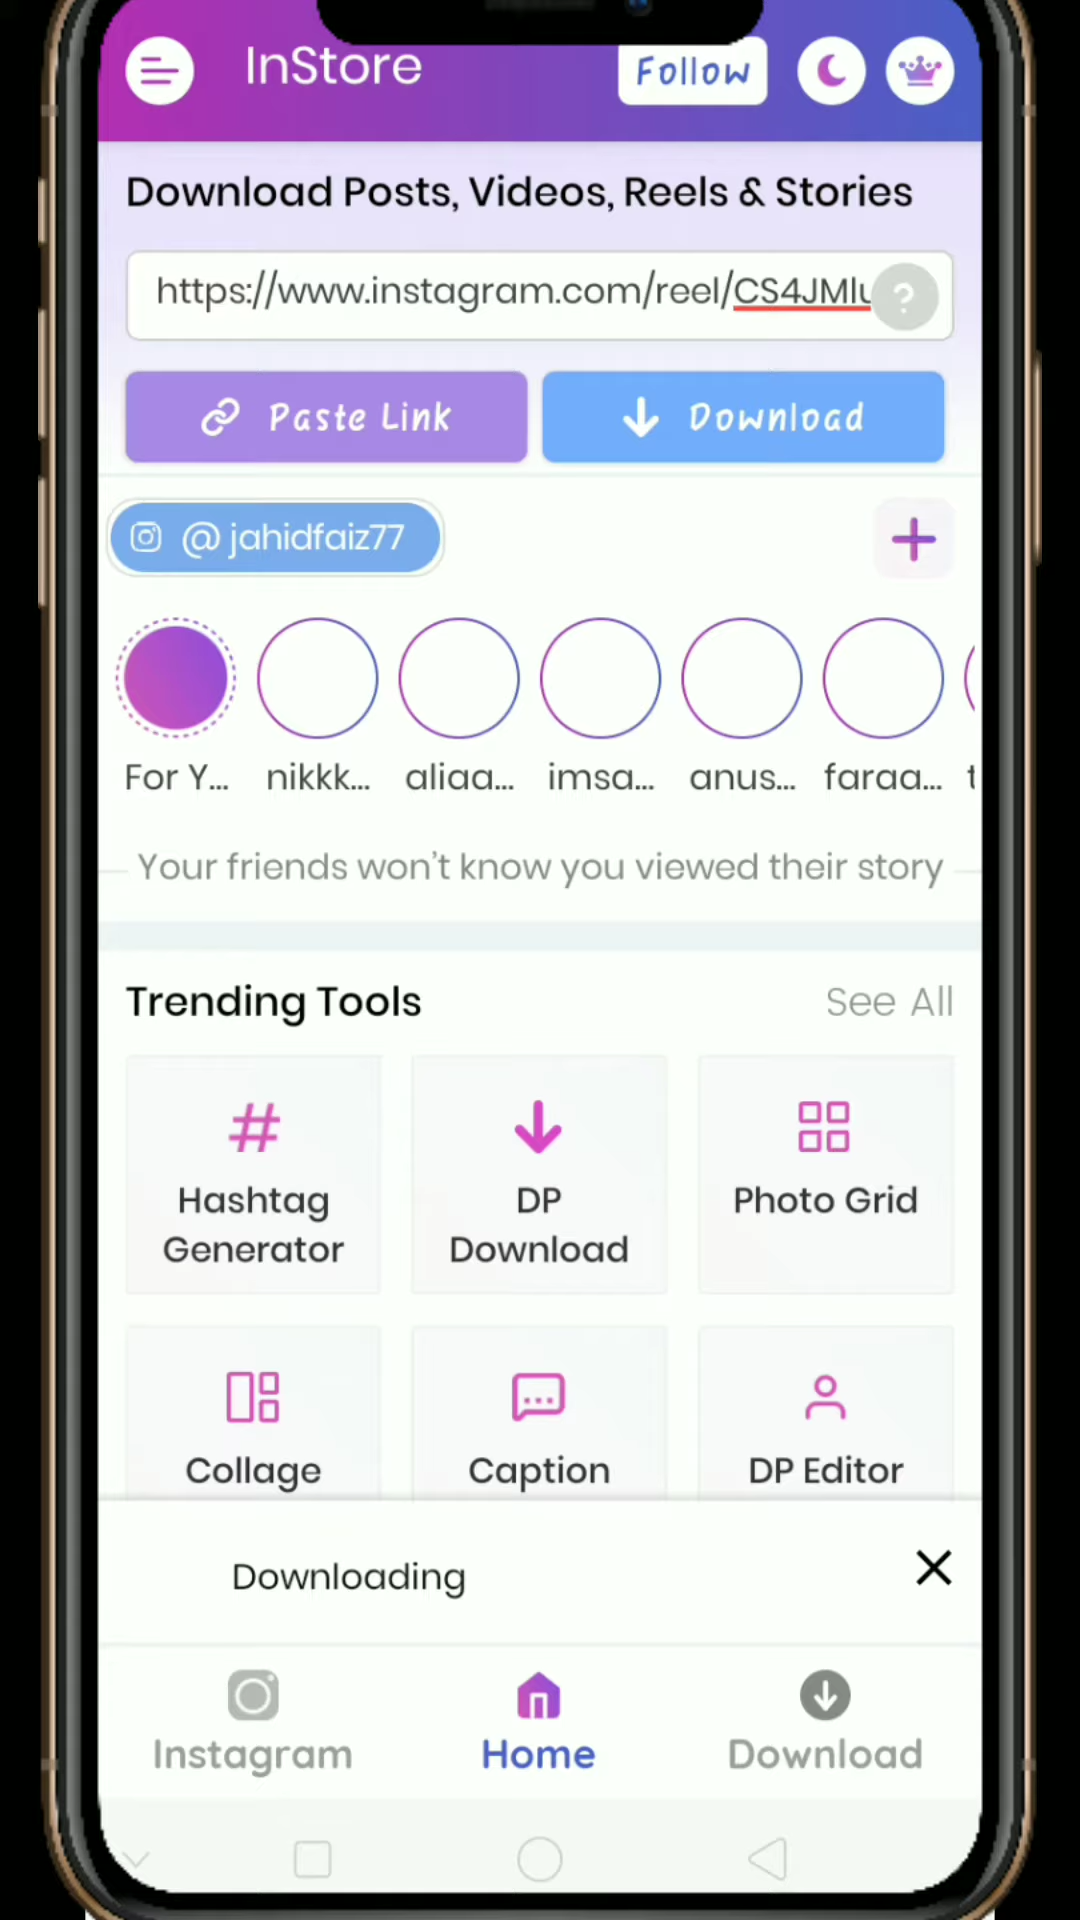 InStore
Follow
Download Posts, Videos, Reels & Stories
https://www.instagram.com/reel/CS4JMlu
?
Paste Link
Download
@jahidfaiz77
For Y...
nikkk...
aliaa...
imsa...
anus...
faraa...
t
Your friends won't know you viewed their story
Trending Tools
See All
Hashtag
Generator
DP
Download
Photo Grid
Collage
Caption
DP Editor
Downloading
Instagram
Home
Download